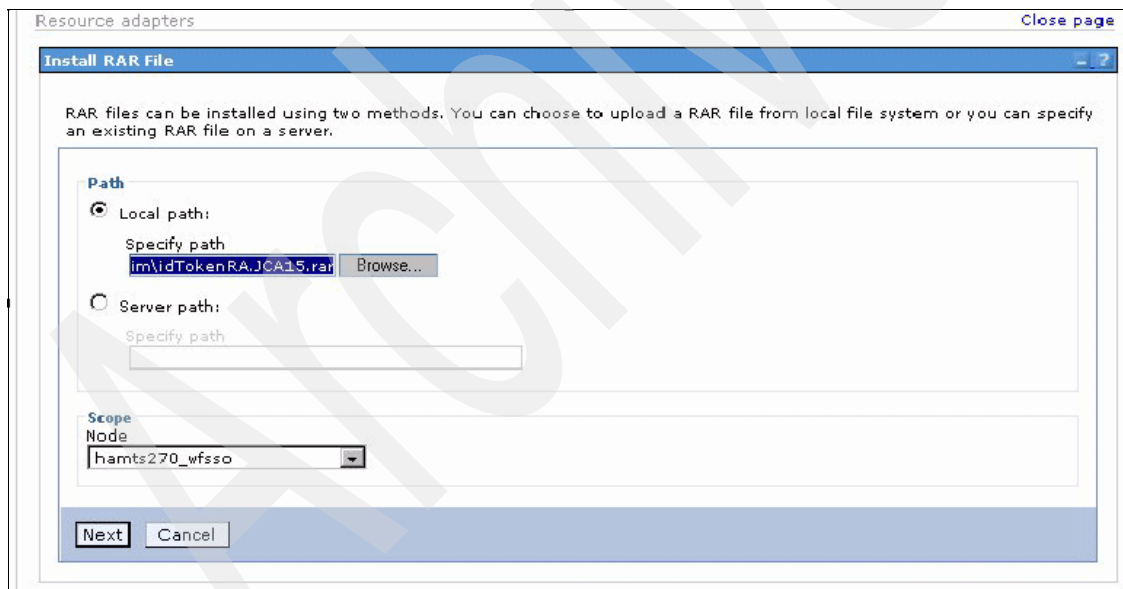 Resource adapters
Close page
Install RAR File
RAR files can be installed using two methods. You can choose to upload a RAR file from local file system or you can specify
an existing RAR file on a server.
Path
Local path:
Specify path
im\idTokenRA.JCA15.rar
Browse...
Server path:
Specify path
Scope
Node
hamts270_wfsso
Next
Cancel